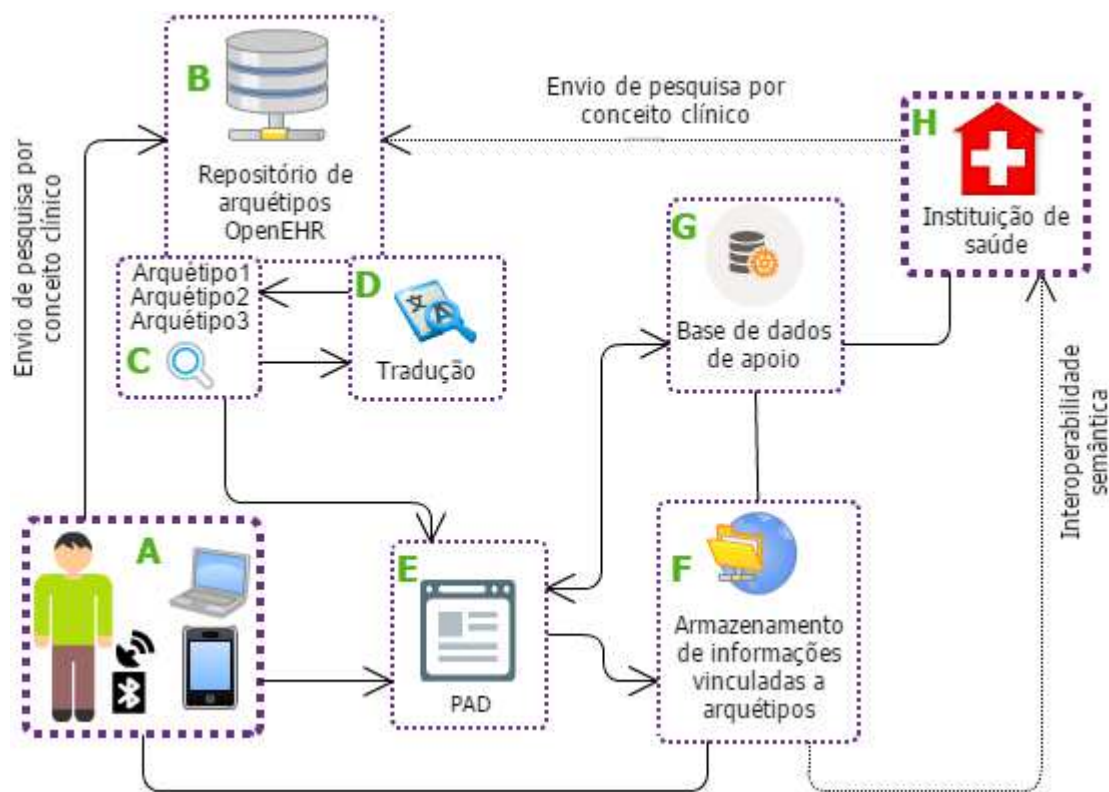 B
Repositório de
arquétipos
OpenEHR
Envio de pesquisa por
conceito clínico
Envio de pesquisa por
conceito clínico
H
Instituição de
saúde
Arquétipo1
Arquétipo2
Arquétipo3
C
D
文
A
Tradução
G
Base de dados
de apoio
Interoperabilidade
semântica
A
E
PAD
F
Armazenamento
de informações
vinculadas a
arquétipos